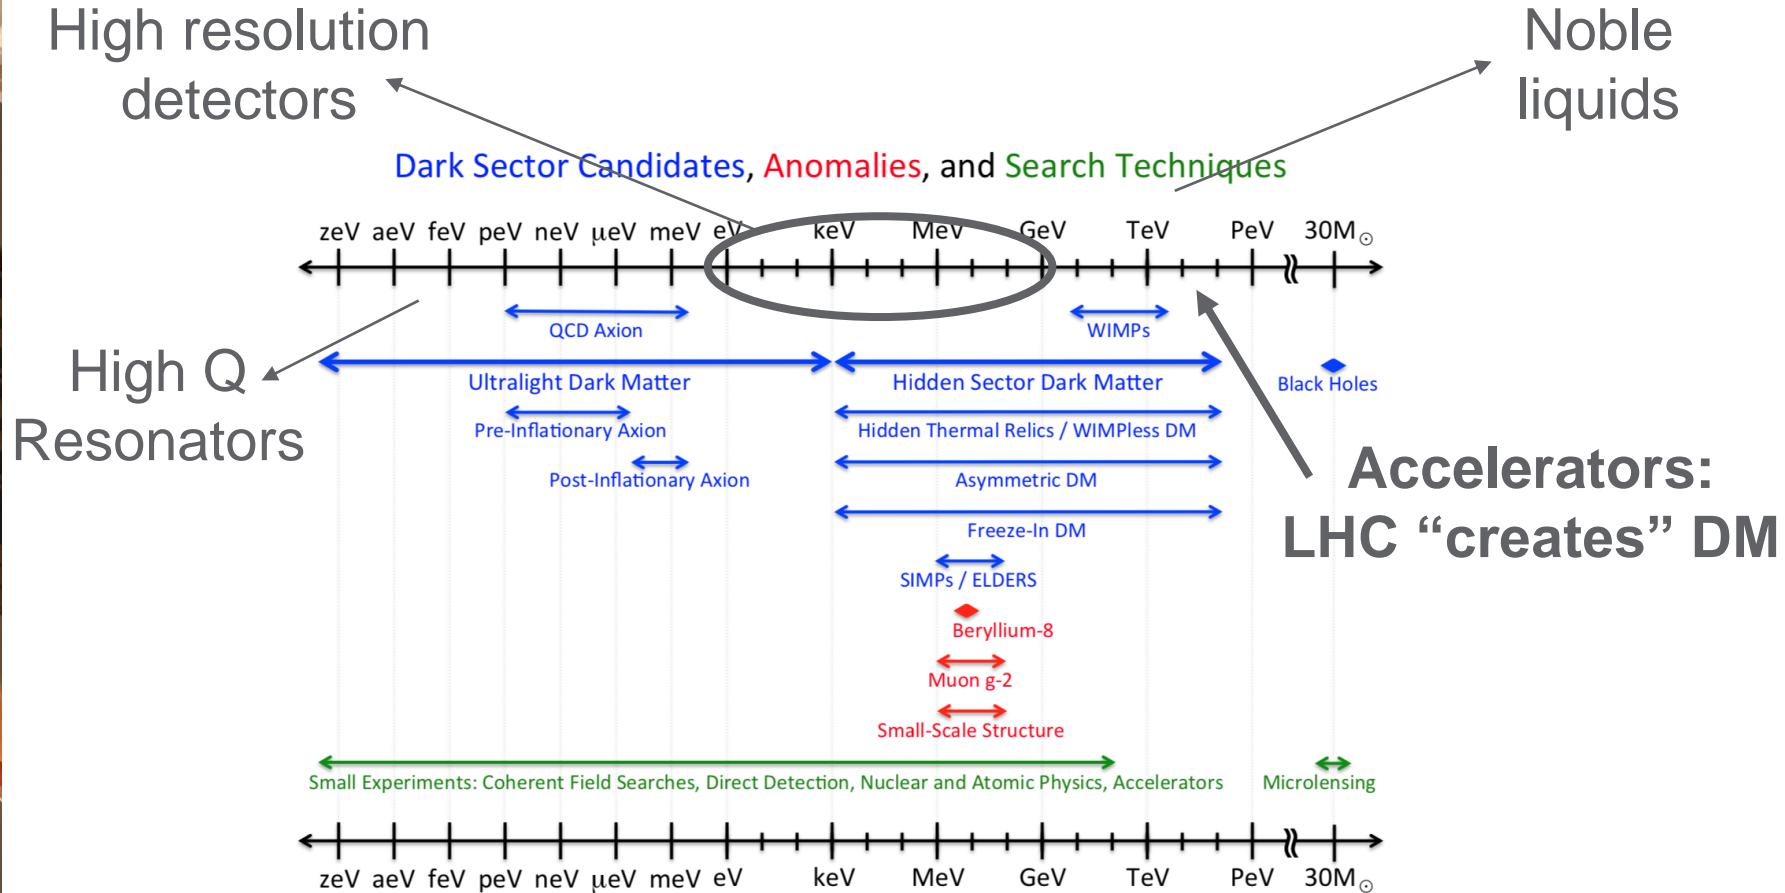 High resolution
detectors
Noble
liquids
Dark Sector Candidates, Anomalies, and Search Techniques
zeV aeV feV peV neV μeV meV eV keV MeV GeV TeV PeV 30M☉
QCD Axion
WIMPs
High Q
Resonators
Ultralight Dark Matter
Hidden Sector Dark Matter
Black Holes
Pre-Inflationary Axion
Hidden Thermal Relics / WIMPless DM
Post-Inflationary Axion
Asymmetric DM
Accelerators:
LHC “creates” DM
Freeze-In DM
SIMPs / ELDERS
Beryllium-8
Muon g-2
Small-Scale Structure
Small Experiments: Coherent Field Searches, Direct Detection, Nuclear and Atomic Physics, Accelerators
Microlensing
zeV aeV feV peV neV μeV meV eV keV MeV GeV TeV PeV 30M☉